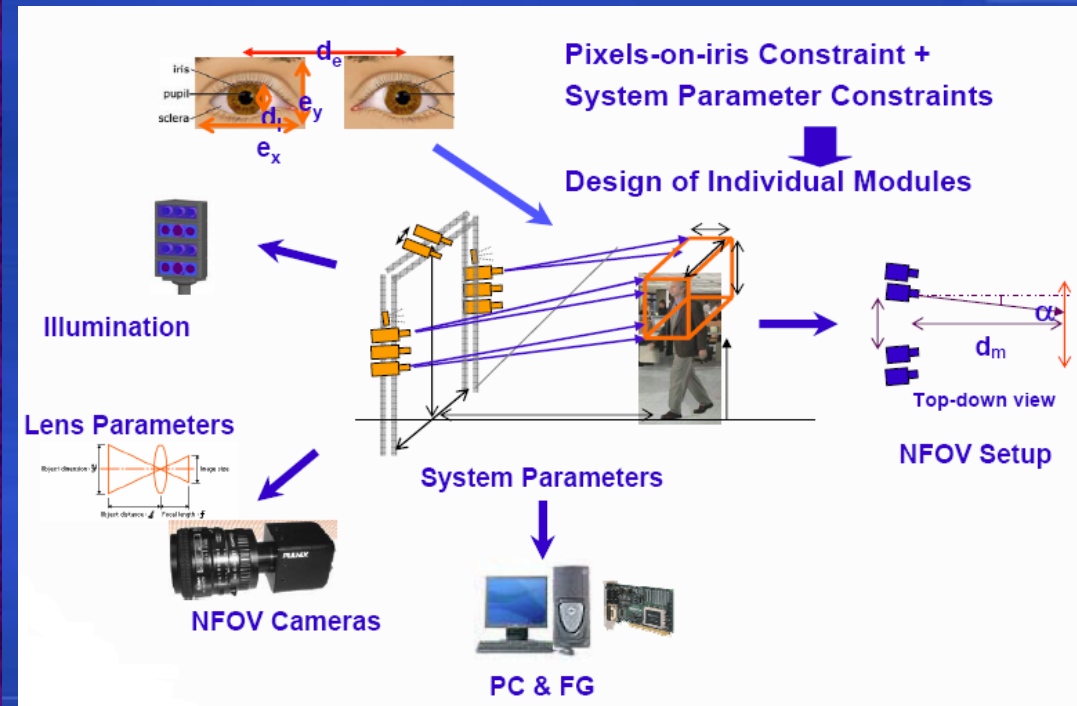 d_e
iris
pupil
sclera
e_y
e_x
Pixels-on-iris Constraint +
System Parameter Constraints
Design of Individual Modules
Illumination
α
d_m
Top-down view
NFOV Setup
Lens Parameters
Object dimension
Image size
Object distance - d
Focal length - f
System Parameters
PULNiX
NFOV Cameras
PC & FG